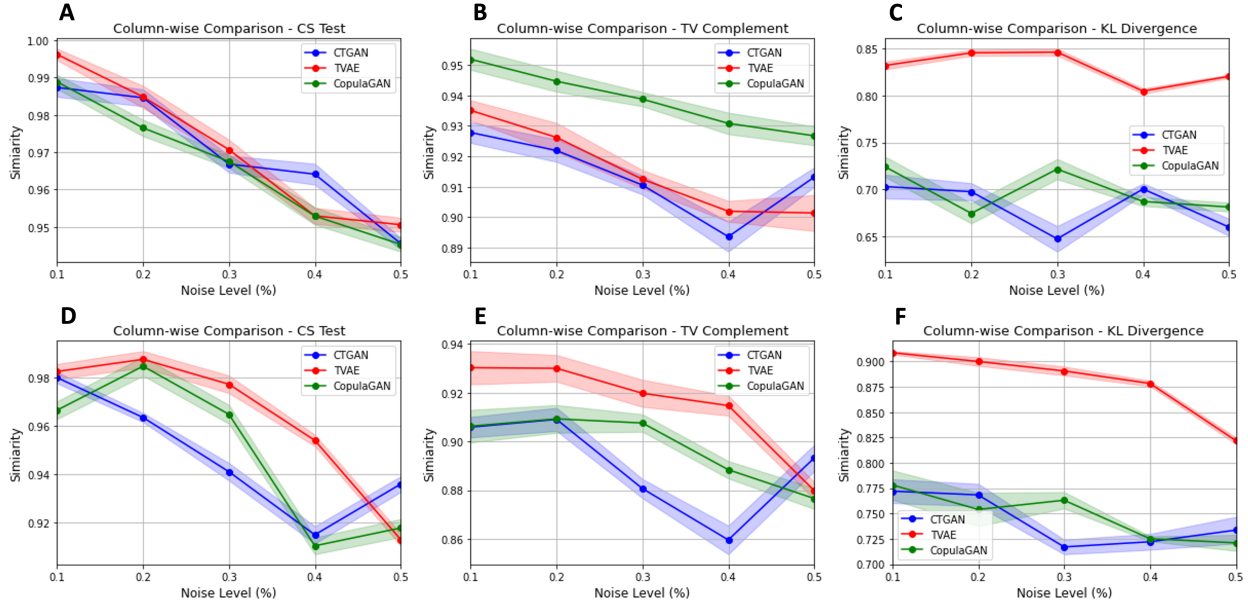 A
Column-wise Comparison - CS Test
1.00
0.99
0.98
0.97
0.96
0.95
Simiarity
CTGAN
TVAE
CopulaGAN
0.1
0.2
0.3
0.4
0.5
Noise Level (%)
B
Column-wise Comparison - TV Complement
0.95
0.94
0.93
0.92
0.91
0.90
0.89
Simiarity
CTGAN
TVAE
CopulaGAN
0.1
0.2
0.3
0.4
0.5
Noise Level (%)
C
Column-wise Comparison - KL Divergence
0.85
0.80
0.75
0.70
0.65
Simiarity
CTGAN
TVAE
CopulaGAN
0.1
0.2
0.3
0.4
0.5
Noise Level (%)
D
Column-wise Comparison - CS Test
0.98
0.96
0.94
0.92
Simiarity
CTGAN
TVAE
CopulaGAN
0.1
0.2
0.3
0.4
0.5
Noise Level (%)
E
Column-wise Comparison - TV Complement
0.94
0.92
0.90
0.88
0.86
Simiarity
CTGAN
TVAE
CopulaGAN
0.1
0.2
0.3
0.4
0.5
Noise Level (%)
F
Column-wise Comparison - KL Divergence
0.900
0.875
0.850
0.825
0.800
0.775
0.750
0.725
0.700
Simiarity
CTGAN
TVAE
CopulaGAN
0.1
0.2
0.3
0.4
0.5
Noise Level (%)